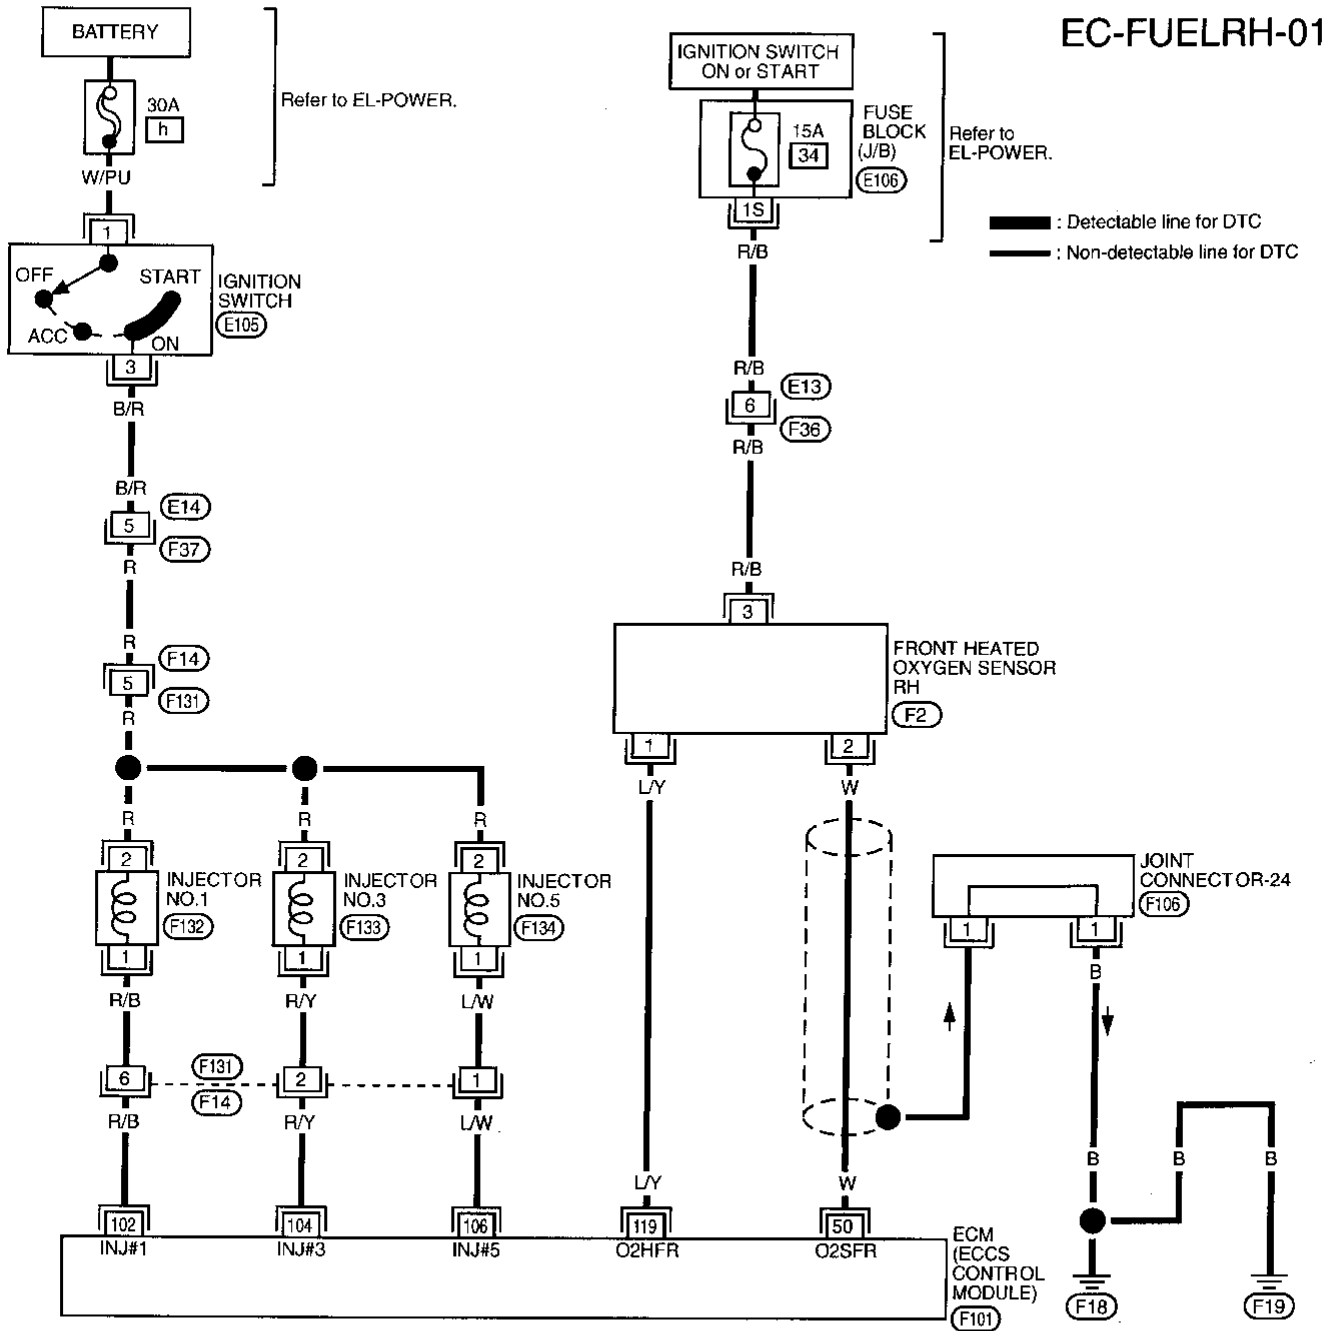 EC-FUELRH-01
BATTERY
30A
h
Refer to EL-POWER.
W/PU
1
OFF
START
ACC
ON
IGNITION
SWITCH
E105
3
B/R
B/R
5
E14
F37
R
R
5
F14
F131
R
R
R
R
2
2
2
INJECTOR
NO.1
F132
INJECTOR
NO.3
F133
INJECTOR
NO.5
F134
1
1
1
R/B
R/Y
L/W
6
F131
F14
2
1
R/B
R/Y
L/W
102
104
106
INJ#1
INJ#3
INJ#5
IGNITION SWITCH
ON or START
15A
34
FUSE
BLOCK
(J/B)
E106
Refer to
EL-POWER.
1S
R/B
: Detectable line for DTC
: Non-detectable line for DTC
R/B
6
E13
F36
R/B
R/B
3
FRONT HEATED
OXYGEN SENSOR
RH
F2
1
2
L/Y
W
JOINT
CONNECTOR-24
F106
1
1
B
L/Y
W
B
B
B
119
50
O2HFR
O2SFR
ECM
(ECCS
CONTROL
MODULE)
F101
F18
F19